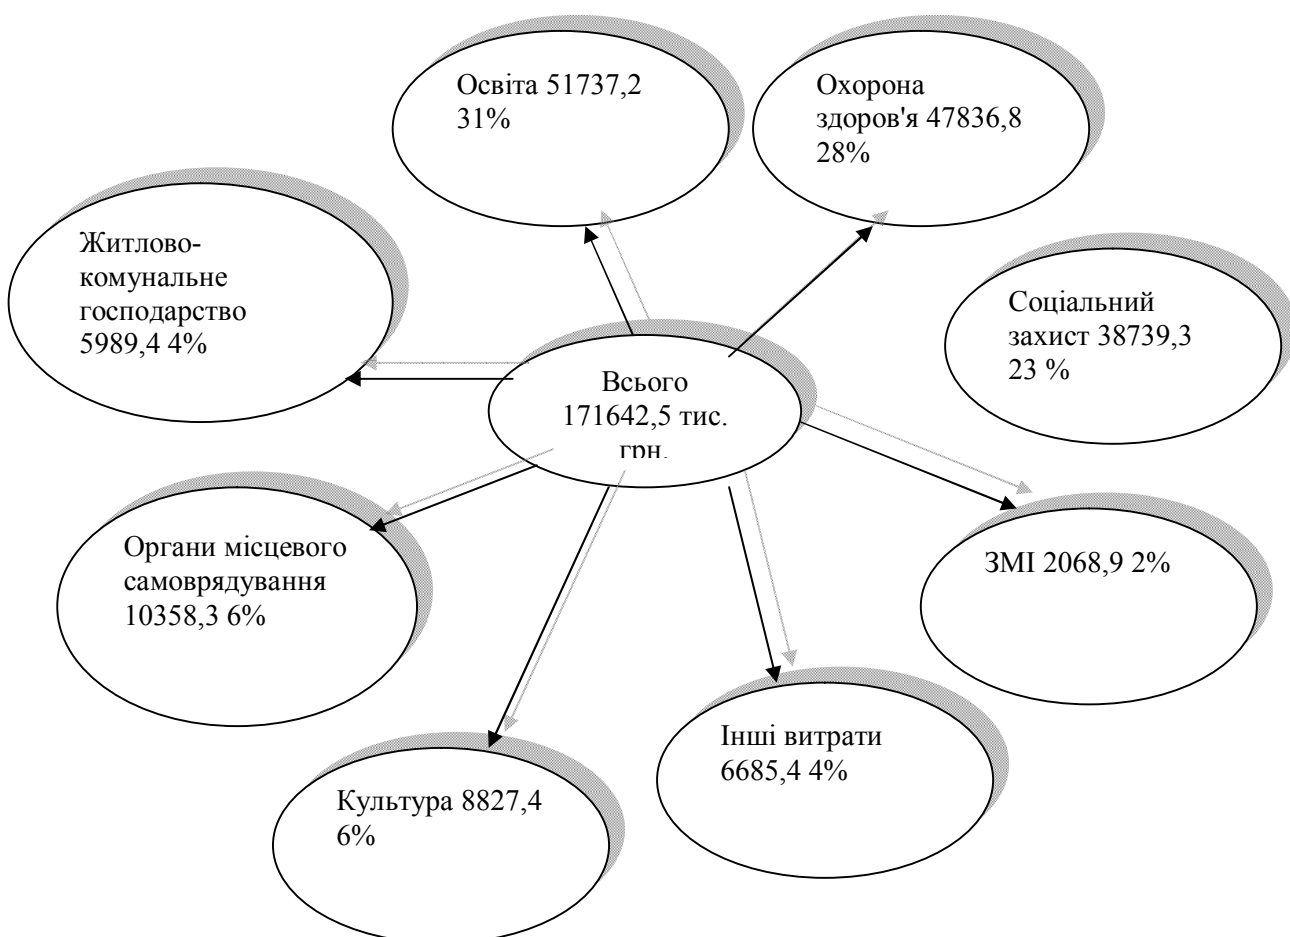 Освіта 51737,2
31%
Охорона
здоров'я 47836,8
28%
Житлово-
комунальне
господарство
5989,4 4%
Соціальний
захист 38739,3
23 %
Всього
171642,5 тис.
грн.
Органи місцевого
самоврядування
10358,3 6%
ЗМІ 2068,9 2%
Інші витрати
6685,4 4%
Культура 8827,4
6%